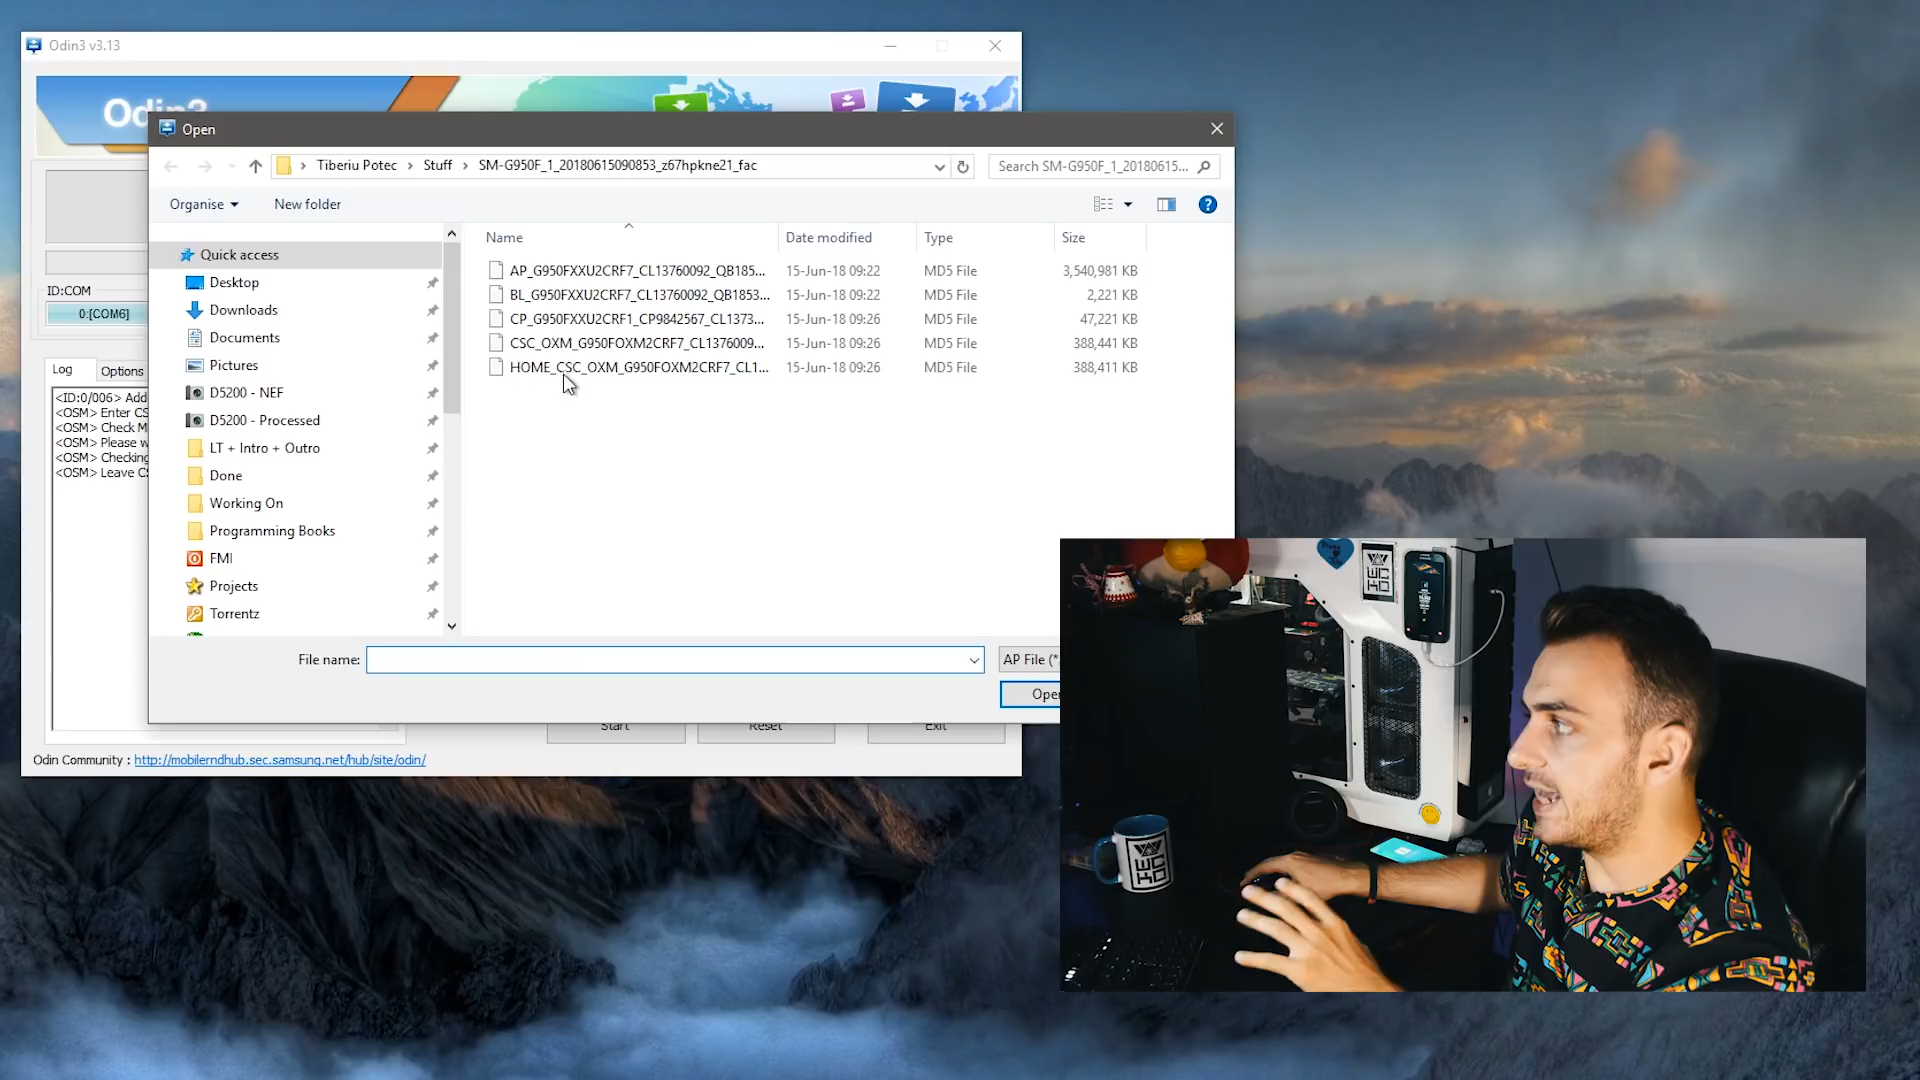 Odin3 v3.13
Odin3
Open
Tiberiu Potec > Stuff > SM-G950F_1_20180615090853_z67hpkne21_fac
Search SM-G950F_1_20180615...
Organise
New folder
Name
Date modified
Type
Size
Quick access
AP_G950FXXU2CRF7_CL13760092_QB185... 15-Jun-18 09:22 MD5 File 3,540,981 KB
BL_G950FXXU2CRF7_CL13760092_QB1853... 15-Jun-18 09:22 MD5 File 2,221 KB
CP_G950FXXU2CRF1_CP9842567_CL1373... 15-Jun-18 09:26 MD5 File 47,221 KB
CSC_OXM_G950FOXM2CRF7_CL1376009... 15-Jun-18 09:26 MD5 File 388,441 KB
HOME_CSC_OXM_G950FOXM2CRF7_CL1... 15-Jun-18 09:26 MD5 File 388,411 KB
Desktop
Downloads
Documents
Pictures
D5200 - NEF
D5200 - Processed
LT + Intro + Outro
Done
Working On
Programming Books
FMI
Projects
Torrentz
ID:COM
0:[COM6]
Log
Options
<ID:0/006> Add
<OSM> Enter CS
<OSM> Check M
<OSM> Please w
<OSM> Checking
<OSM> Leave CS
File name:
AP File (*
Open
Start
Reset
Exit
Odin Community : http://mobilerndhub.sec.samsung.net/hub/site/odin/